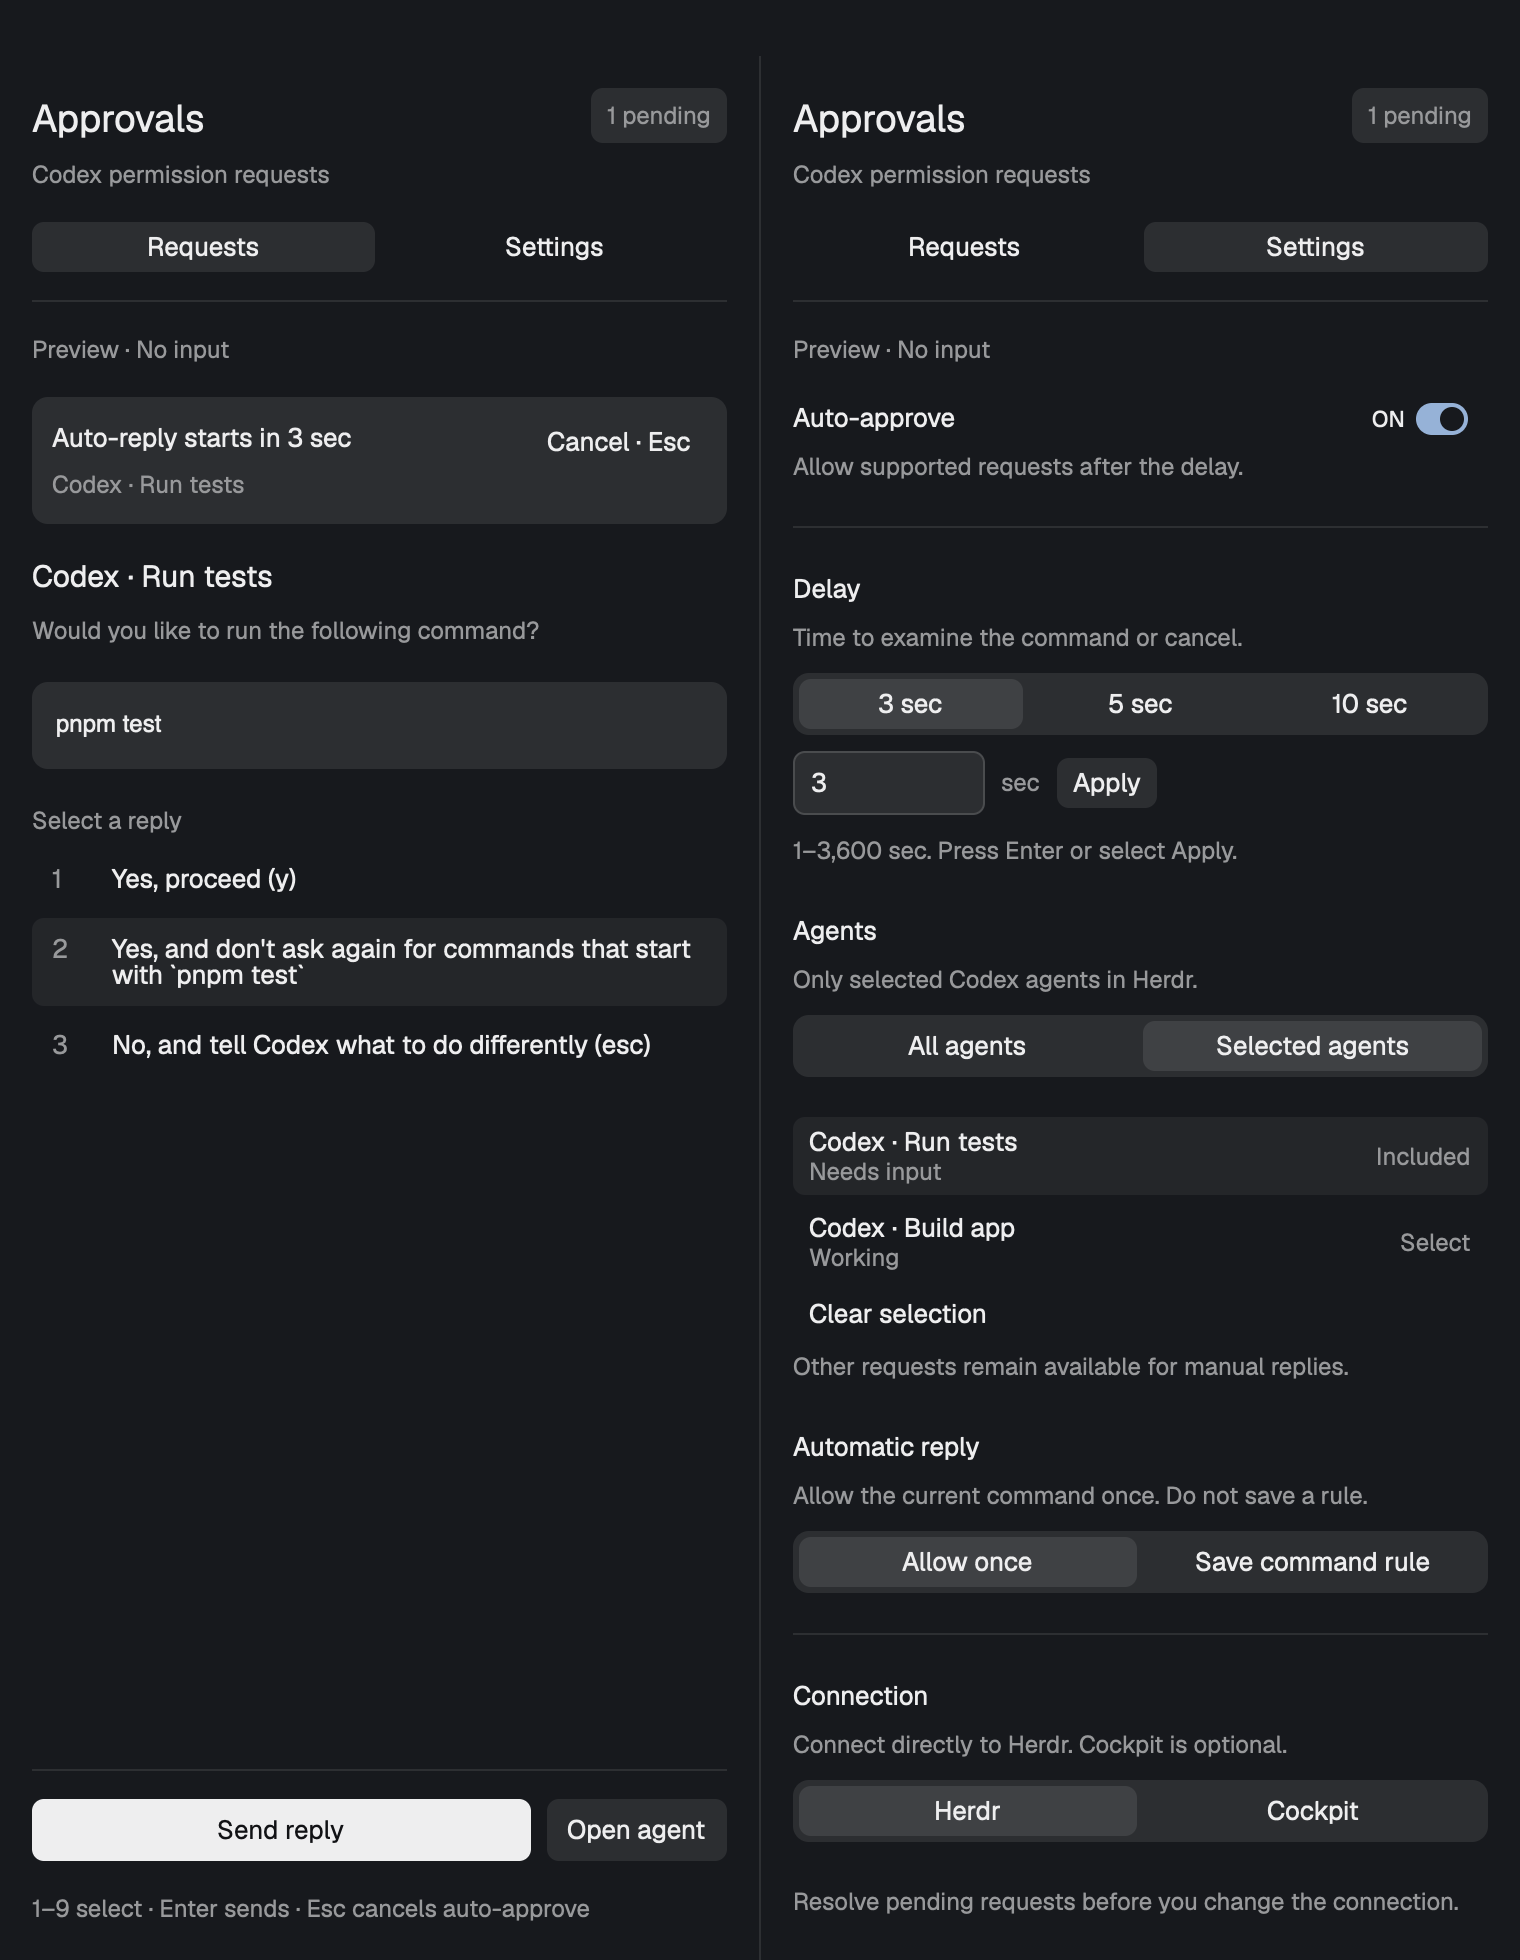 Approvals
1 pending
Codex permission requests
Requests
Settings
Preview · No input
Auto-reply starts in 3 sec
Cancel · Esc
Codex · Run tests
Codex · Run tests
Would you like to run the following command?
pnpm test
Select a reply
1 Yes, proceed (y)
2 Yes, and don't ask again for commands that start
with `pnpm test`
3 No, and tell Codex what to do differently (esc)
Send reply
Open agent
1–9 select · Enter sends · Esc cancels auto-approve
Approvals
1 pending
Codex permission requests
Requests
Settings
Preview · No input
Auto-approve
ON
Allow supported requests after the delay.
Delay
Time to examine the command or cancel.
3 sec
5 sec
10 sec
3
sec
Apply
1–3,600 sec. Press Enter or select Apply.
Agents
Only selected Codex agents in Herdr.
All agents
Selected agents
Codex · Run tests
Needs input
Included
Codex · Build app
Working
Select
Clear selection
Other requests remain available for manual replies.
Automatic reply
Allow the current command once. Do not save a rule.
Allow once
Save command rule
Connection
Connect directly to Herdr. Cockpit is optional.
Herdr
Cockpit
Resolve pending requests before you change the connection.